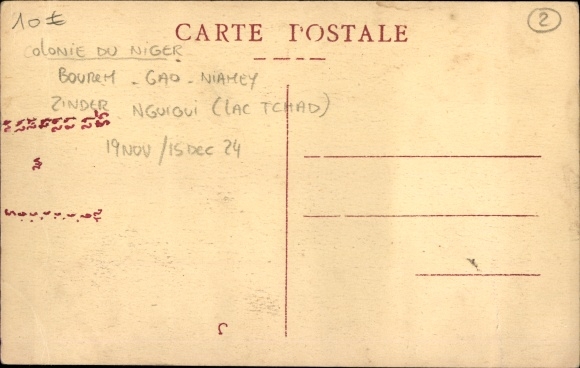 10 €
2
CARTE POSTALE
COLONIE DU NIGER
BOUREM - GAO - NIAMEY
ZINDER NGUIGUI (LAC TCHAD)
19 NOV / 15 DEC 24